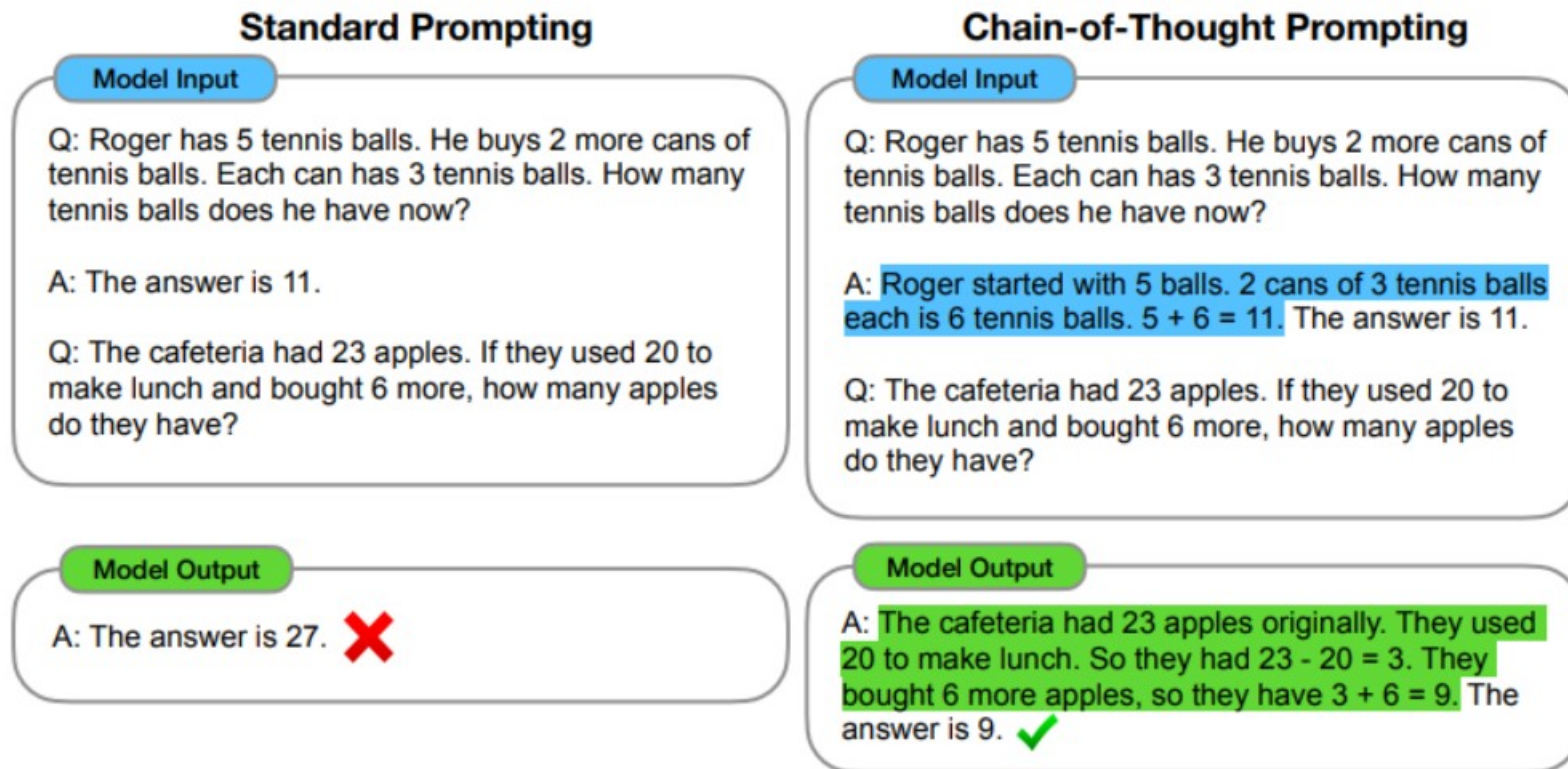 Standard Prompting
Model Input
Q: Roger has 5 tennis balls. He buys 2 more cans of
tennis balls. Each can has 3 tennis balls. How many
tennis balls does he have now?
A: The answer is 11.
Q: The cafeteria had 23 apples. If they used 20 to
make lunch and bought 6 more, how many apples
do they have?
Model Output
A: The answer is 27.
Chain-of-Thought Prompting
Model Input
Q: Roger has 5 tennis balls. He buys 2 more cans of
tennis balls. Each can has 3 tennis balls. How many
tennis balls does he have now?
A: Roger started with 5 balls. 2 cans of 3 tennis balls
each is 6 tennis balls. 5 + 6 = 11. The answer is 11.
Q: The cafeteria had 23 apples. If they used 20 to
make lunch and bought 6 more, how many apples
do they have?
Model Output
A: The cafeteria had 23 apples originally. They used
20 to make lunch. So they had 23 - 20 = 3. They
bought 6 more apples, so they have 3 + 6 = 9. The
answer is 9.